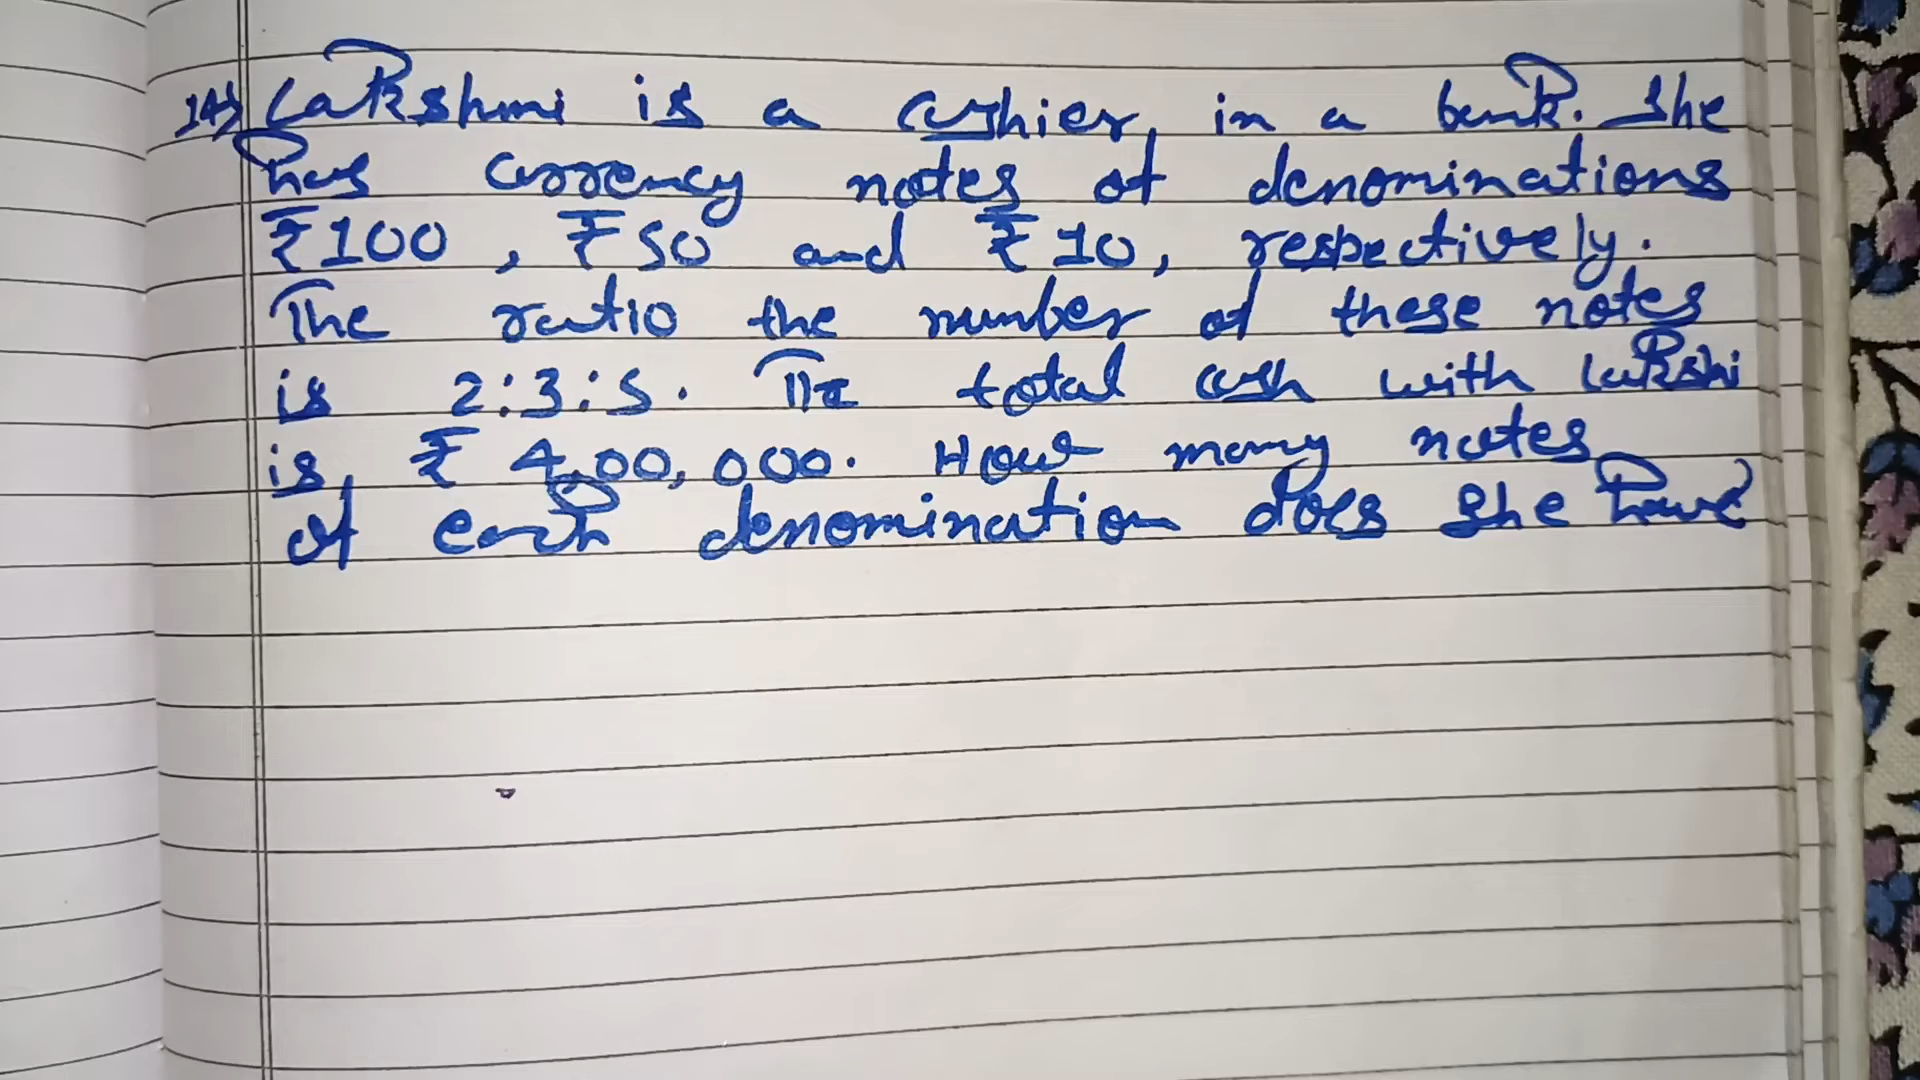 14) Lakshmi is a cashier, in a bank. She
has currency notes of denominations
₹100, ₹50 and ₹10, respectively.
The ratio the number of these notes
is 2:3:5. The total cash with lakshi
is, ₹ 4,00,000. How many notes
of each denomination does she have